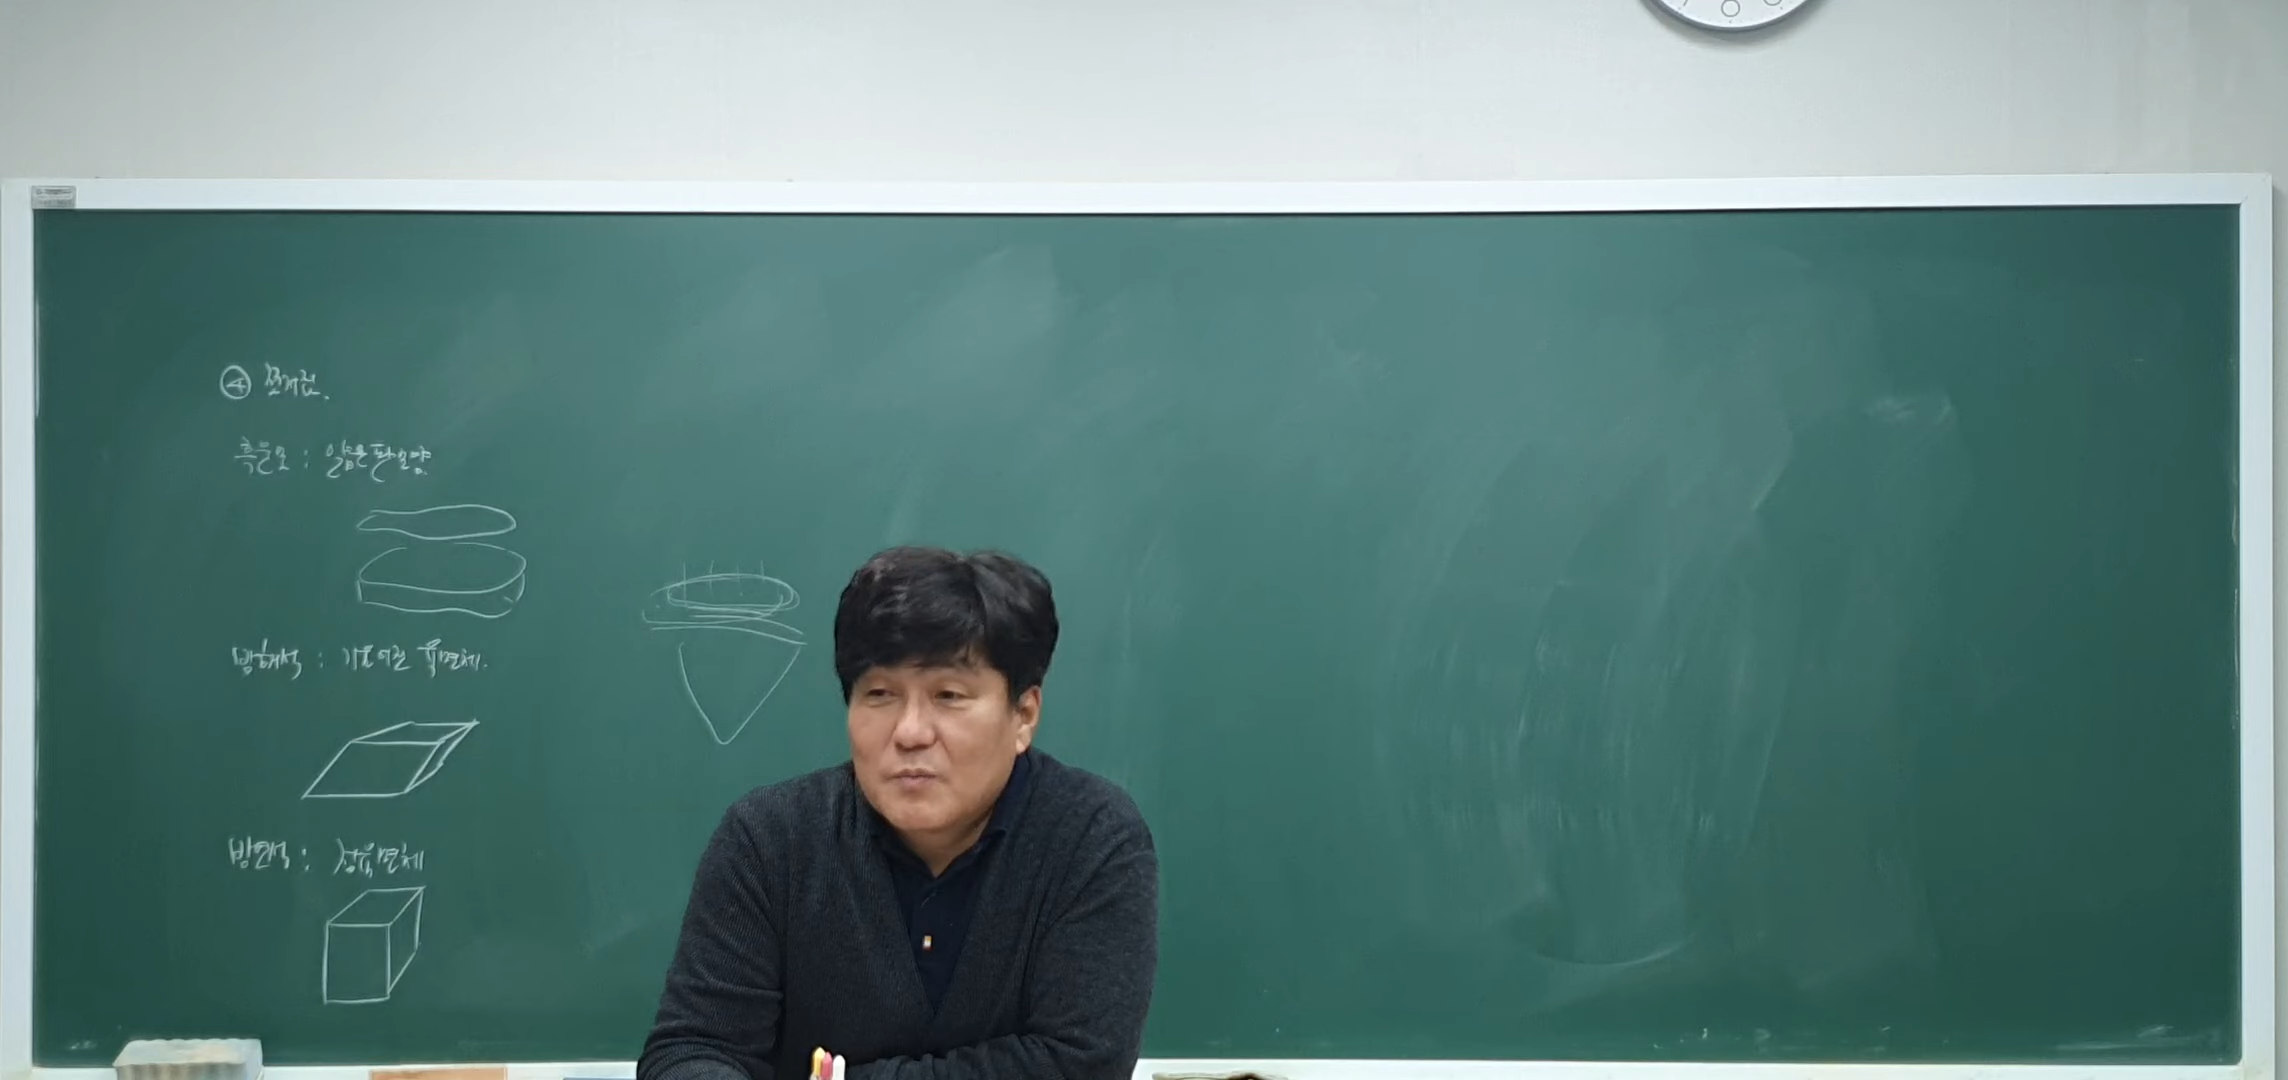 ④ 쪼개짐.
흑운모 : 얇은 판 모양
방해석 : 기울어진 육면체.
방연석 : 정육면체